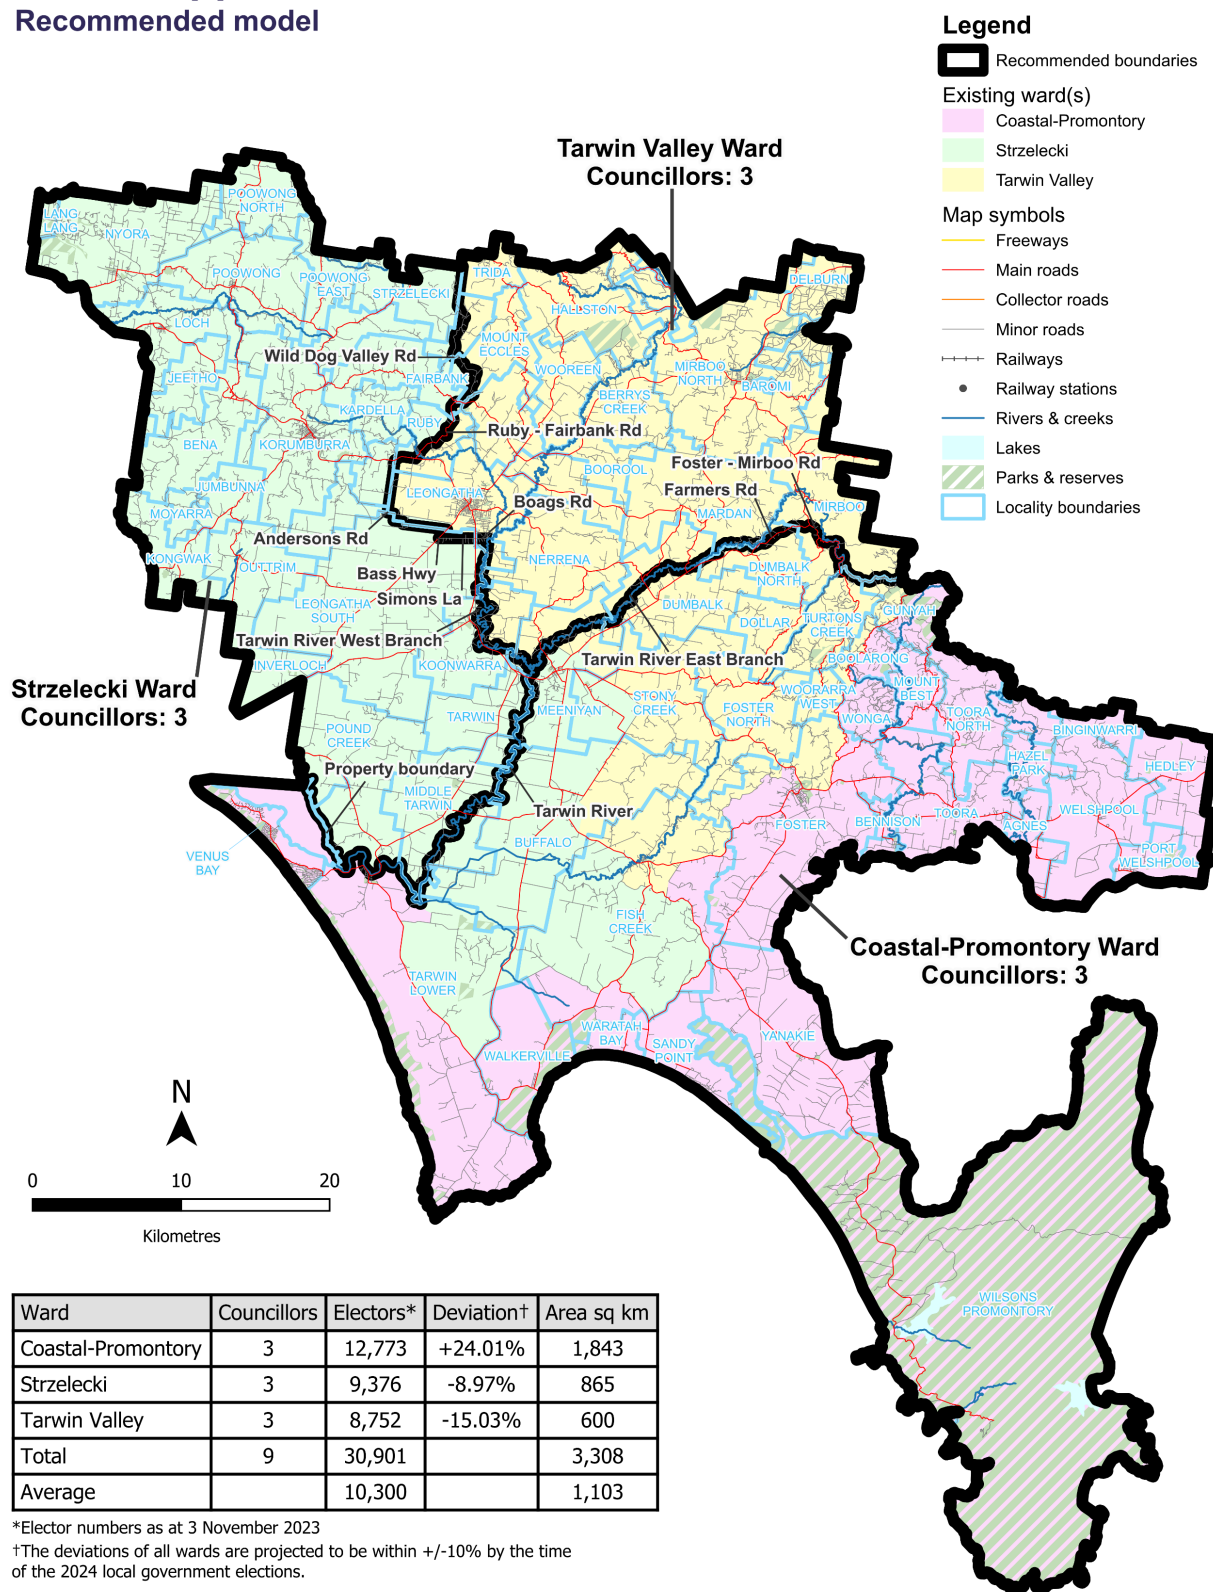 Recommended model
Legend
Recommended boundaries
Existing ward(s)
Coastal-Promontory
Strzelecki
Tarwin Valley
Map symbols
Freeways
Main roads
Collector roads
Minor roads
Railways
Railway stations
Rivers & creeks
Lakes
Parks & reserves
Locality boundaries
Tarwin Valley Ward
Councillors: 3
LANG
LANG
NYORA
POOWONG
NORTH
POOWONG
POOWONG
EAST
STRZELECKI
LOCH
TRIDA
HALLSTON
DELBURN
MOUNT
ECCLES
Wild Dog Valley Rd
WOOREEN
MIRBOO
NORTH
BAROMI
JEETHO
FAIRBANK
BERRYS
CREEK
KARDELLA
RUBY
Ruby - Fairbank Rd
BENA
KORUMBURRA
BOOROOL
Foster - Mirboo Rd
JUMBUNNA
LEONGATHA
Boags Rd
Farmers Rd
MOYARRA
MARDAN
MIRBOO
Andersons Rd
KONGWAK
OUTTRIM
Bass Hwy
NERRENA
DUMBALK
NORTH
Simons La
LEONGATHA
SOUTH
DUMBALK
DOLLAR
TURTONS
CREEK
GUNYAH
Tarwin River West Branch
INVERLOCH
KOONWARRA
Tarwin River East Branch
BOOLARONG
MOUNT
BEST
Strzelecki Ward
Councillors: 3
MEENIYAN
STONY
CREEK
WOORARRA
WEST
TARWIN
FOSTER
NORTH
WONGA
TOORA
NORTH
BINGINWARRI
POUND
CREEK
HAZEL
PARK
HEDLEY
Property boundary
MIDDLE
TARWIN
Tarwin River
FOSTER
BENNISON
TOORA
AGNES
WELSHPOOL
PORT
WELSHPOOL
VENUS
BAY
BUFFALO
FISH
CREEK
Coastal-Promontory Ward
Councillors: 3
TARWIN
LOWER
WALKERVILLE
WARATAH
BAY
SANDY
POINT
YANAKIE
N
0 10 20
Kilometres
WILSONS
PROMONTORY
Ward Councillors Electors* Deviation† Area sq km
Coastal-Promontory 3 12,773 +24.01% 1,843
Strzelecki 3 9,376 -8.97% 865
Tarwin Valley 3 8,752 -15.03% 600
Total 9 30,901 3,308
Average 10,300 1,103
*Elector numbers as at 3 November 2023
†The deviations of all wards are projected to be within +/-10% by the time
of the 2024 local government elections.